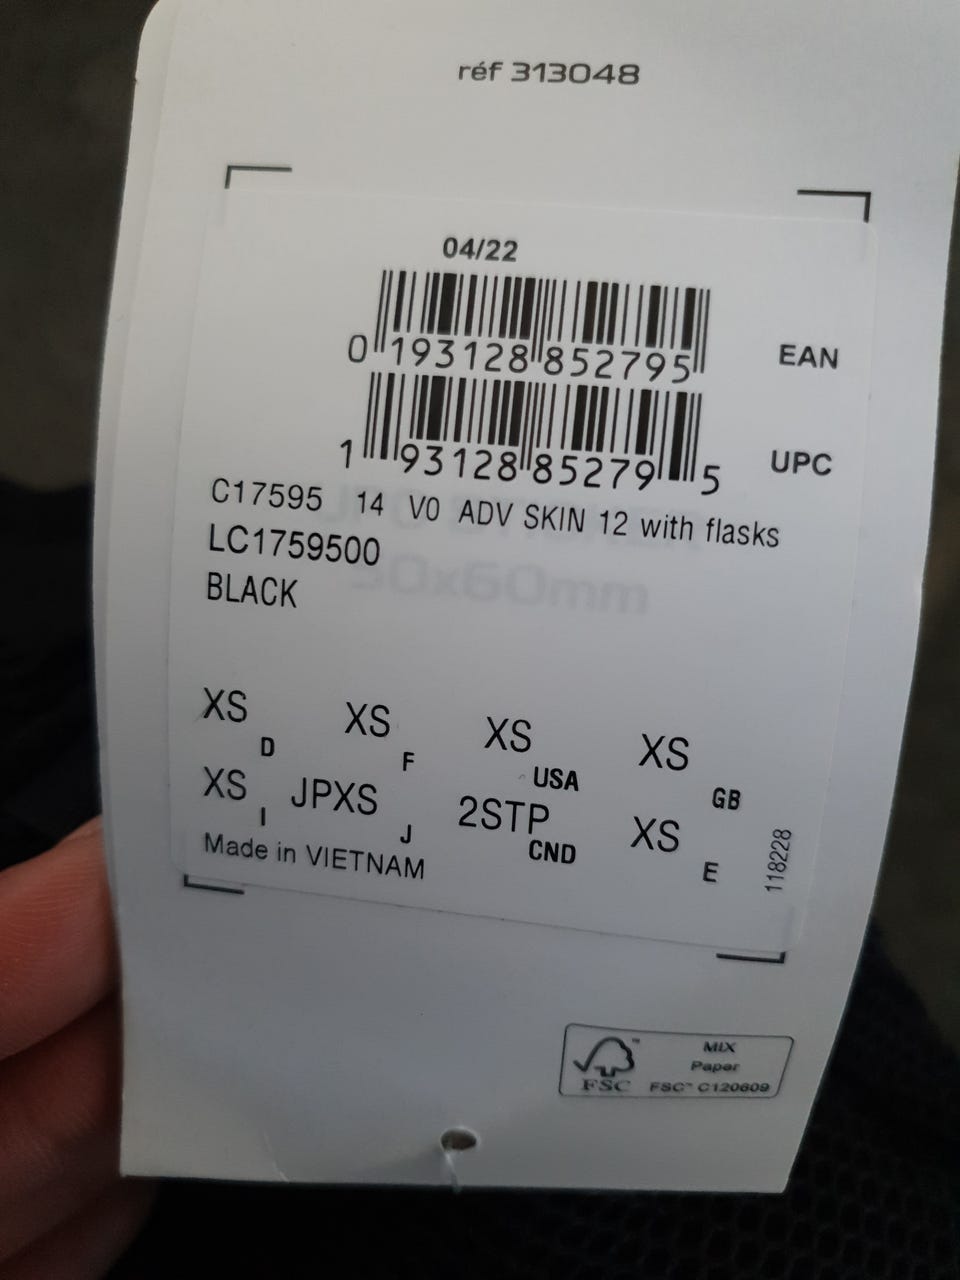 réf 313048
04/22
0 193128 852795
EAN
1 93128 85279 5
UPC
C17595 14 V0 ADV SKIN 12 with flasks
LC1759500
BLACK
XS D XS F XS USA XS GB
XS I JPXS J 2STP CND XS E
Made in VIETNAM
118228
30x60mm
MIX
Paper
FSC™ C120609
FSC